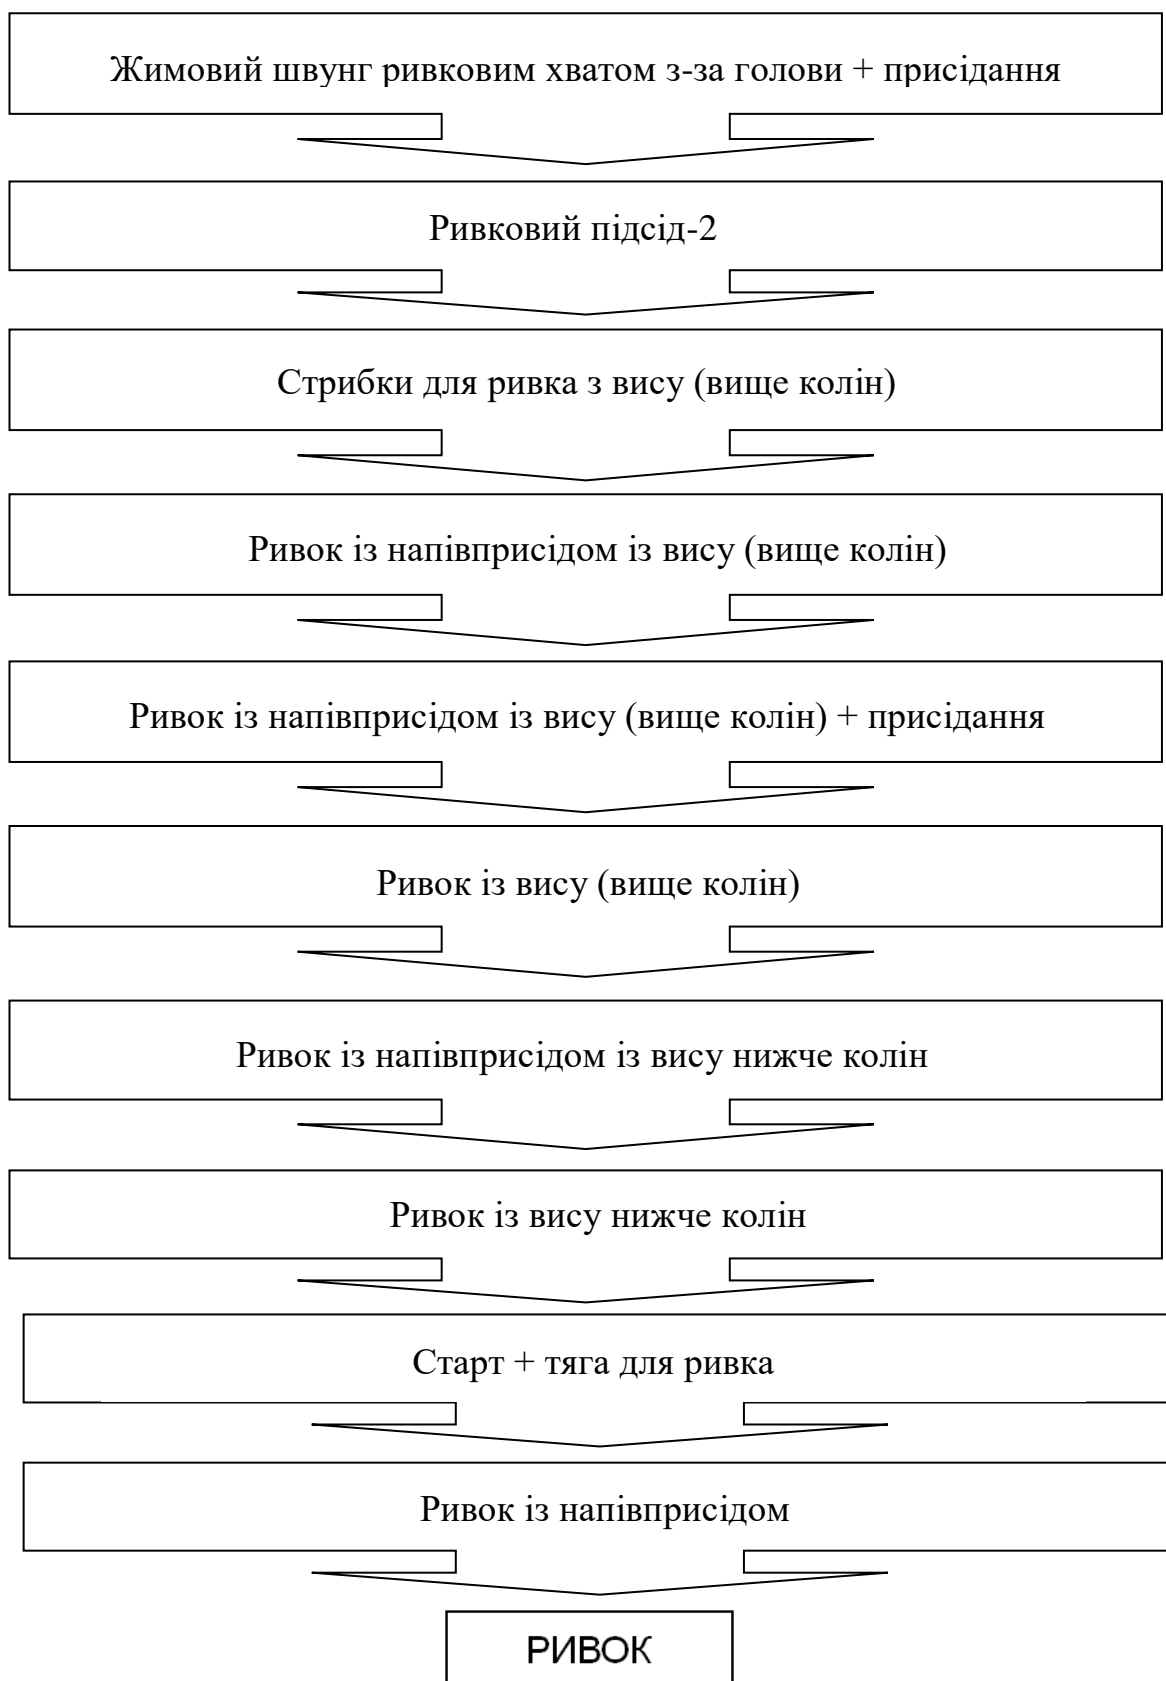 Жимовий швунг ривковим хватом з-за голови + присідання
Ривковий підсід-2
Стрибки для ривка з вису (вище колін)
Ривок із напівприсідом із вису (вище колін)
Ривок із напівприсідом із вису (вище колін) + присідання
Ривок із вису (вище колін)
Ривок із напівприсідом із вису нижче колін
Ривок із вису нижче колін
Старт + тяга для ривка
Ривок із напівприсідом
РИВОК